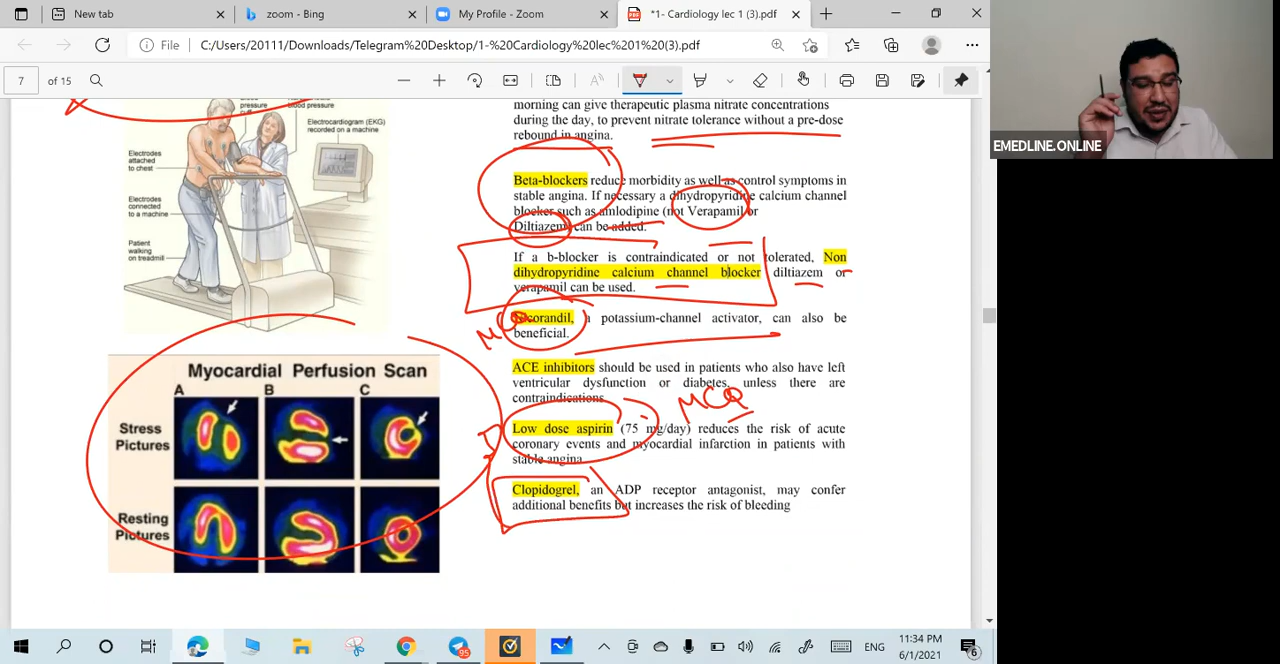 zoom - Search
*1- Cardiology lec 1 (3).pdf
File
C:/Users/20111/Downloads/Telegram%20Desktop/1-%20Cardiology%20lec%201%20(3).pdf
7 of 15
EMEDLINE.ONLINE
blood pressure
Electrocardiogram (EKG)
recorded on a machine
Electrodes
attached
to chest
Electrodes
connected
to a machine
Patient
walking
on treadmill
Myocardial Perfusion Scan
A B C
Stress
Pictures
Resting
Pictures
morning can give therapeutic plasma nitrate concentrations
during the day, to prevent nitrate tolerance without a pre-dose
rebound in angina.
Beta-blockers reduce morbidity as well as control symptoms in
stable angina. If necessary a dihydropyridine calcium channel
blocker such as amlodipine (not Verapamil or
Diltiazem) can be added.
If a b-blocker is contraindicated or not tolerated, Non
dihydropyridine calcium channel blocker diltiazem or
verapamil can be used.
MCQ
corandil, a potassium-channel activator, can also be
beneficial.
ACE inhibitors should be used in patients who also have left
ventricular dysfunction or diabetes, unless there are
contraindications
MCQ
Low dose aspirin (75 mg/day) reduces the risk of acute
coronary events and myocardial infarction in patients with
stable angina.
Clopidogrel, an ADP receptor antagonist, may confer
additional benefits but increases the risk of bleeding
95
ENG
11:34 PM
6/1/2021
6